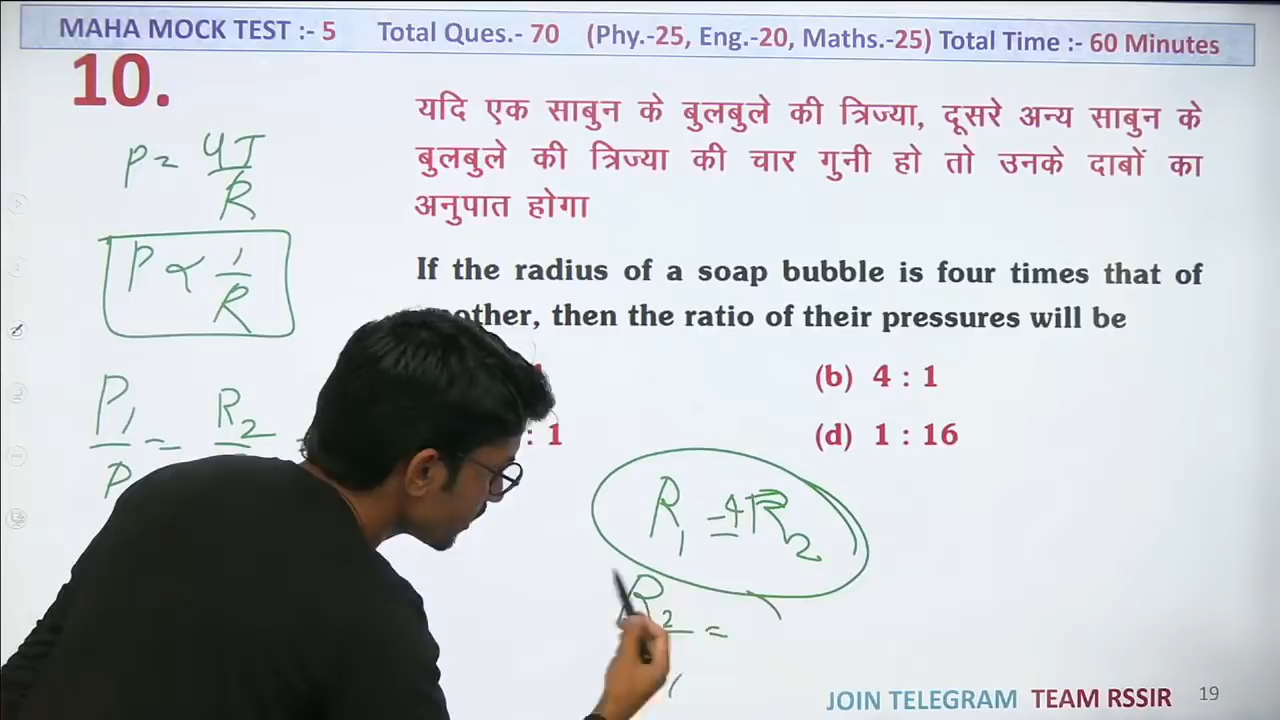 MAHA MOCK TEST :- 5 Total Ques.- 70 (Phy.-25, Eng.-20, Maths.-25) Total Time :- 60 Minutes
10.
यदि एक साबुन के बुलबुले की त्रिज्या, दूसरे अन्य साबुन के
बुलबुले की त्रिज्या की चार गुनी हो तो उनके दाबों का
अनुपात होगा
P = 4T
R
P ∝ 1
R
If the radius of a soap bubble is four times that of
then the ratio of their pressures will be
(b) 4 : 1
: 1
(d) 1 : 16
P1 = R2
P
R1 = 4R2
R2 =
JOIN TELEGRAM TEAM RSSIR 19